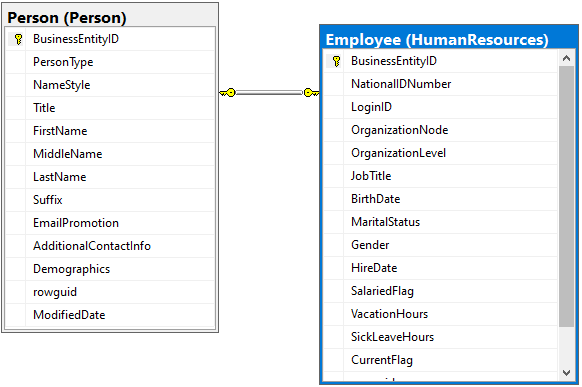 Person (Person)
BusinessEntityID
PersonType
NameStyle
Title
FirstName
MiddleName
LastName
Suffix
EmailPromotion
AdditionalContactInfo
Demographics
rowguid
ModifiedDate
Employee (HumanResources)
BusinessEntityID
NationalIDNumber
LoginID
OrganizationNode
OrganizationLevel
JobTitle
BirthDate
MaritalStatus
Gender
HireDate
SalariedFlag
VacationHours
SickLeaveHours
CurrentFlag